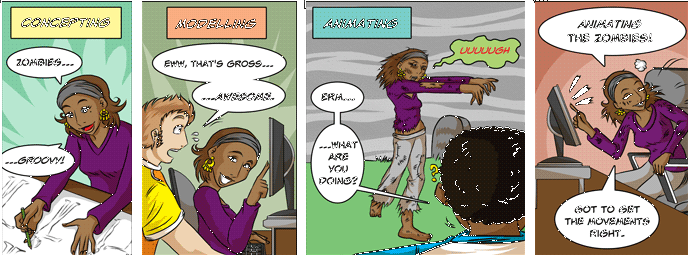 CONCEPTING
ZOMBIES...
...GROOVY!
MODELLING
EWW, THAT'S GROSS...
....AWESOME.
ANIMATING
UUUUUGH
ERM....
...WHAT
ARE
YOU
DOING?
ANIMATING
THE ZOMBIES!
GOT TO GET
THE MOVEMENTS
RIGHT.